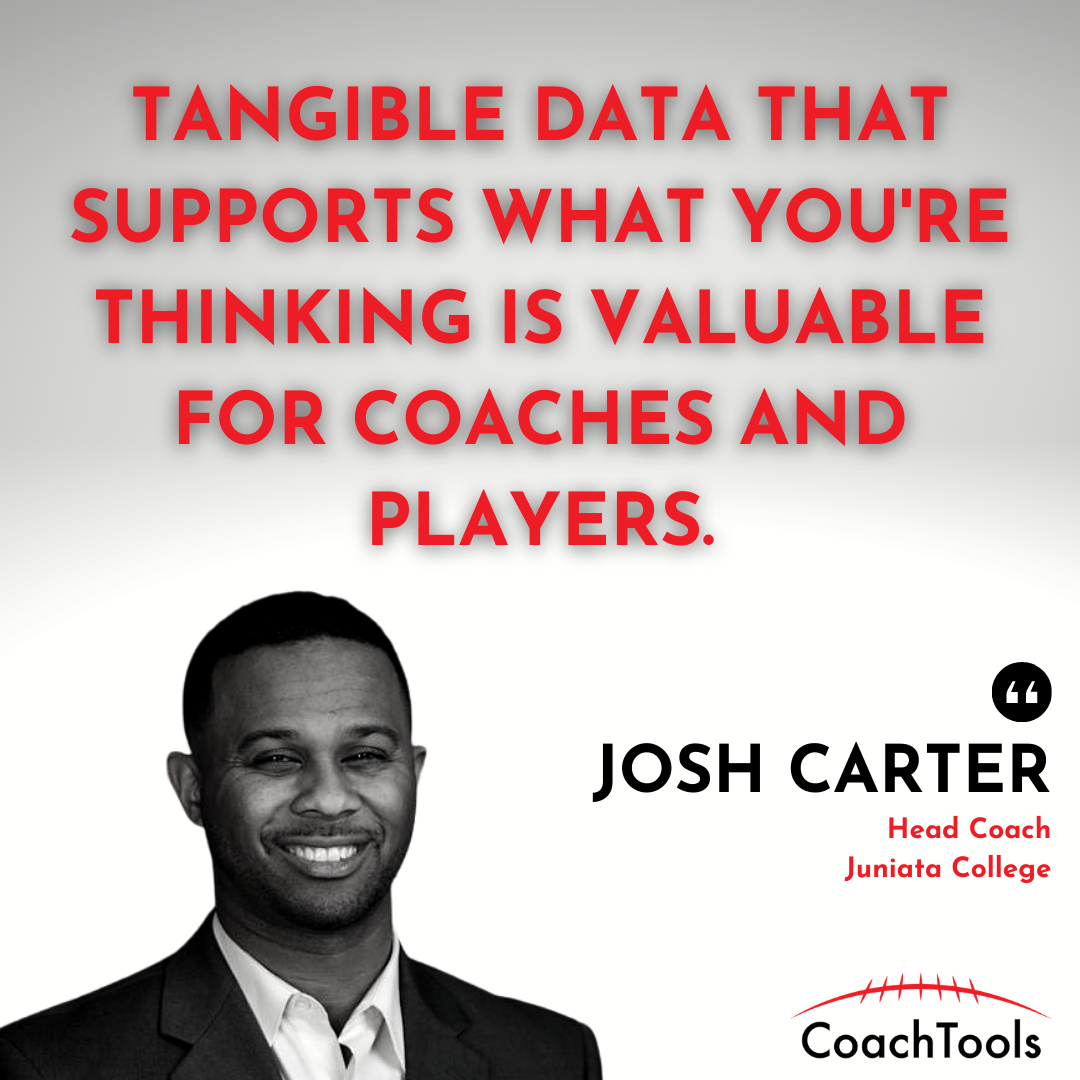 TANGIBLE DATA THAT
SUPPORTS WHAT YOU'RE
THINKING IS VALUABLE
FOR COACHES AND
PLAYERS.
“
JOSH CARTER
Head Coach
Juniata College
CoachTools